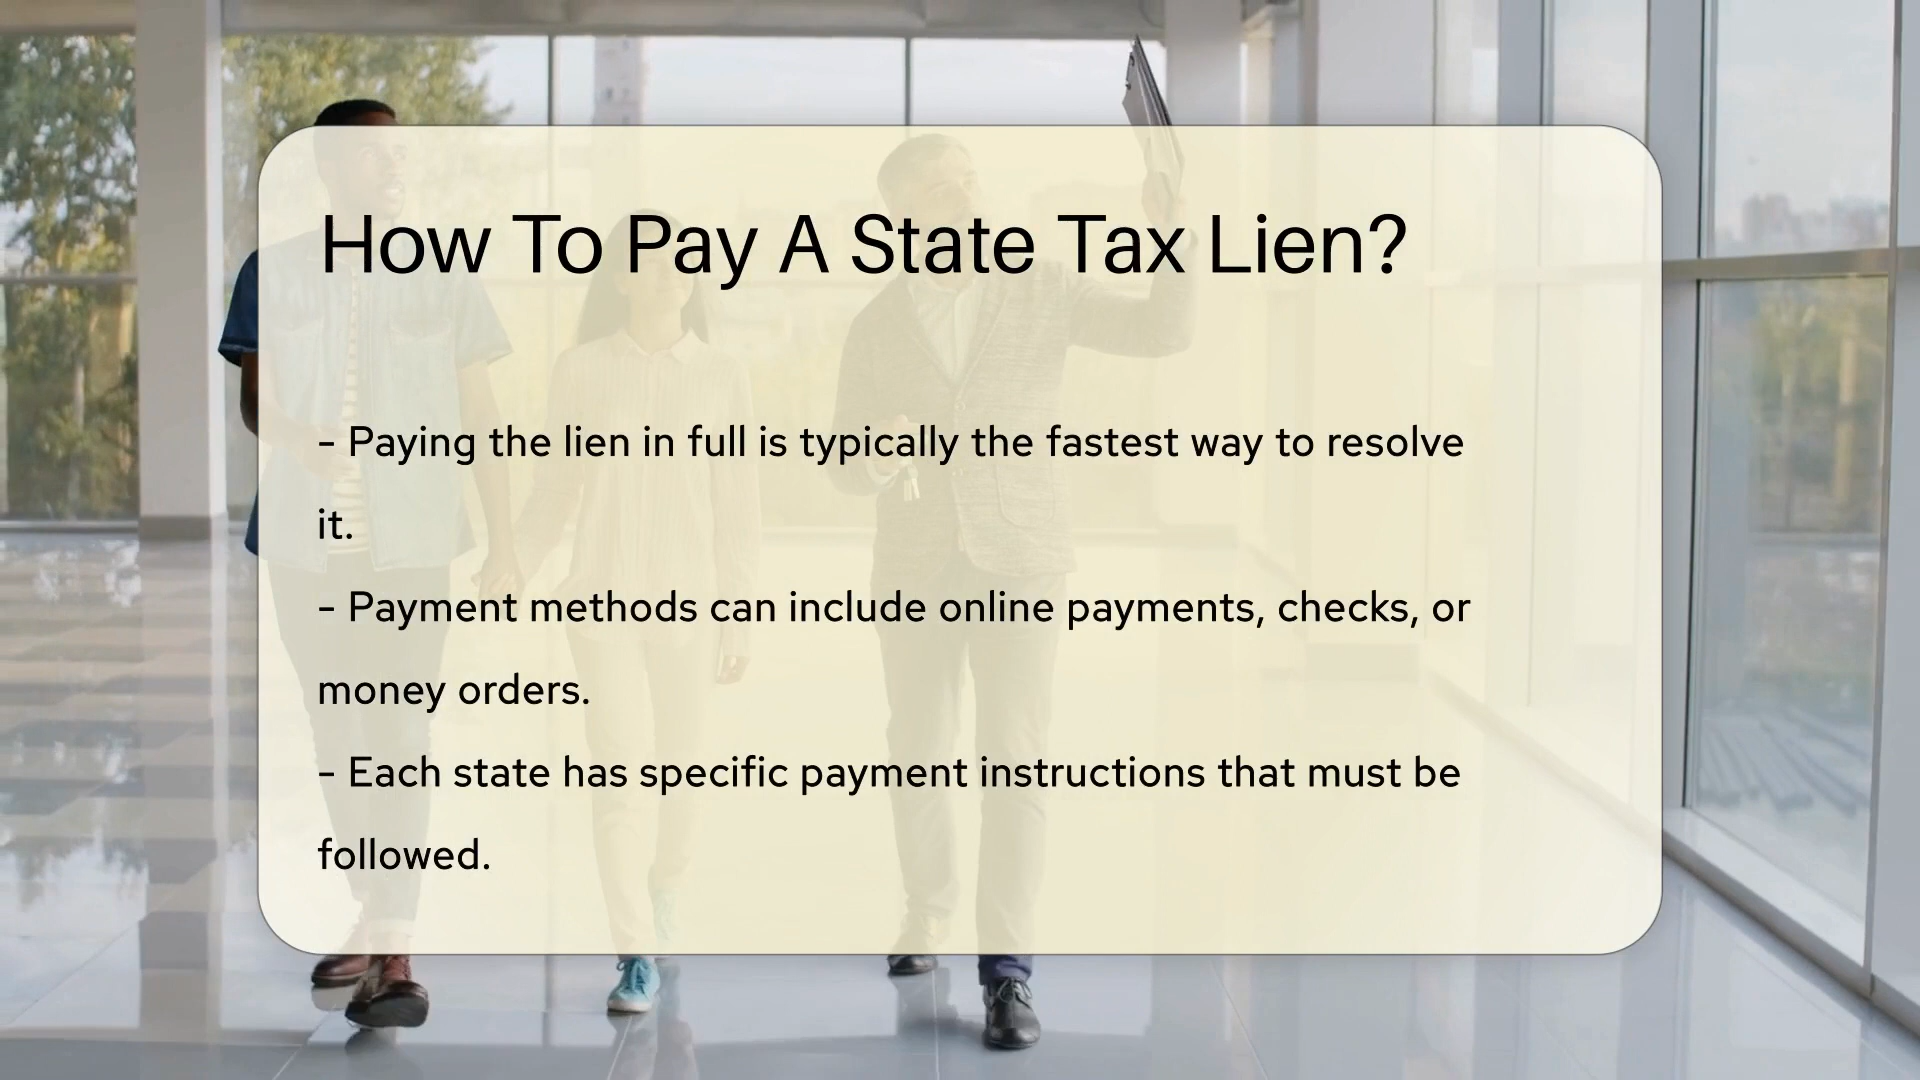 How To Pay A State Tax Lien?
- Paying the lien in full is typically the fastest way to resolve
it.
- Payment methods can include online payments, checks, or
money orders.
- Each state has specific payment instructions that must be
followed.